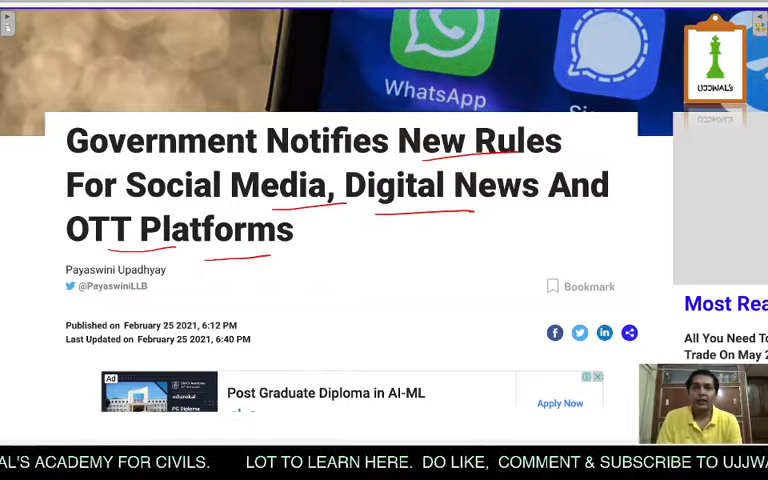 WhatsApp
UJJWAL'S
Government Notifies New Rules
For Social Media, Digital News And
OTT Platforms
Payaswini Upadhyay
@PayaswiniLLB
Bookmark
Published on February 25 2021, 6:12 PM
Last Updated on February 25 2021, 6:40 PM
Most Rea
All You Need To
Trade On May 2
Ad
Post Graduate Diploma in AI-ML
Apply Now
AL'S ACADEMY FOR CIVILS. LOT TO LEARN HERE. DO LIKE, COMMENT & SUBSCRIBE TO UJJWA